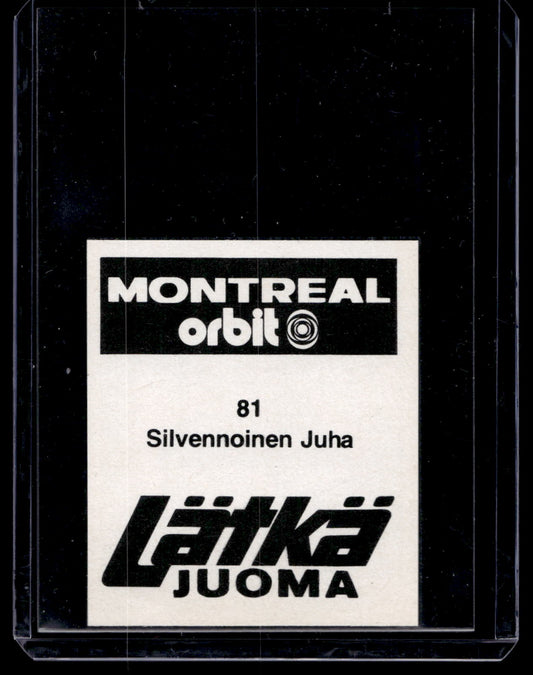 MONTREAL
orbit
81
Silvennoinen Juha
Lätkä
JUOMA